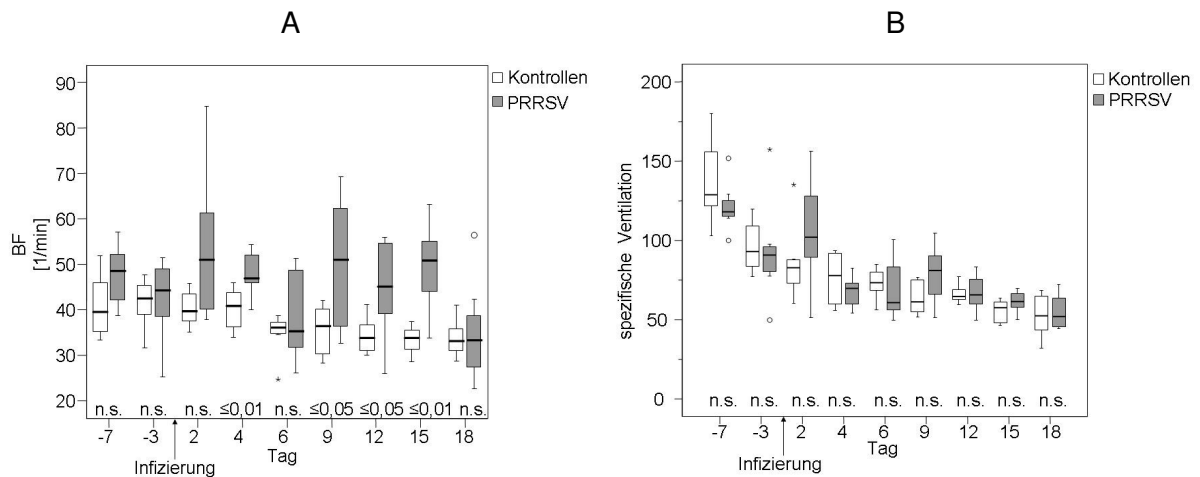 A
Kontrollen
PRRSV
BF
[1/min]
90
80
70
60
50
40
30
20
n.s. n.s. n.s. ≤0,01 n.s. ≤0,05 ≤0,05 ≤0,01 n.s.
-7 -3 2 4 6 9 12 15 18
Tag
Infizierung
B
Kontrollen
PRRSV
spezifische Ventilation
200
150
100
50
0
n.s. n.s. n.s. n.s. n.s. n.s. n.s. n.s. n.s.
-7 -3 2 4 6 9 12 15 18
Tag
Infizierung